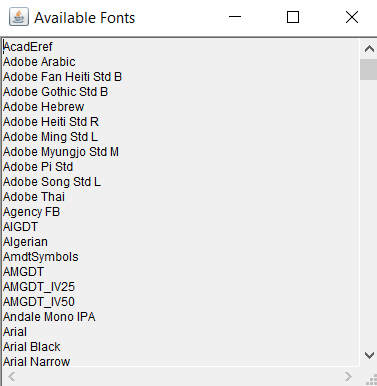 Available Fonts
AcadEref
Adobe Arabic
Adobe Fan Heiti Std B
Adobe Gothic Std B
Adobe Hebrew
Adobe Heiti Std R
Adobe Ming Std L
Adobe Myungjo Std M
Adobe Pi Std
Adobe Song Std L
Adobe Thai
Agency FB
AIGDT
Algerian
AmdtSymbols
AMGDT
AMGDT_IV25
AMGDT_IV50
Andale Mono IPA
Arial
Arial Black
Arial Narrow